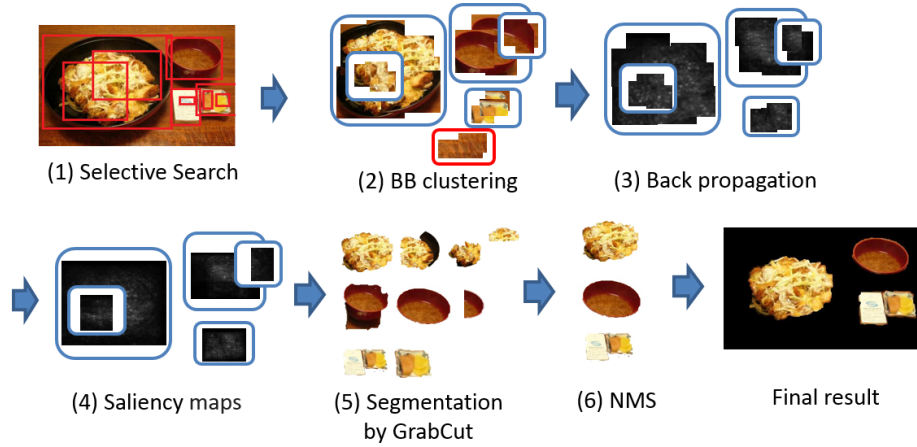 (1) Selective Search
(2) BB clustering
(3) Back propagation
(4) Saliency maps
(5) Segmentation
by GrabCut
(6) NMS
Final result